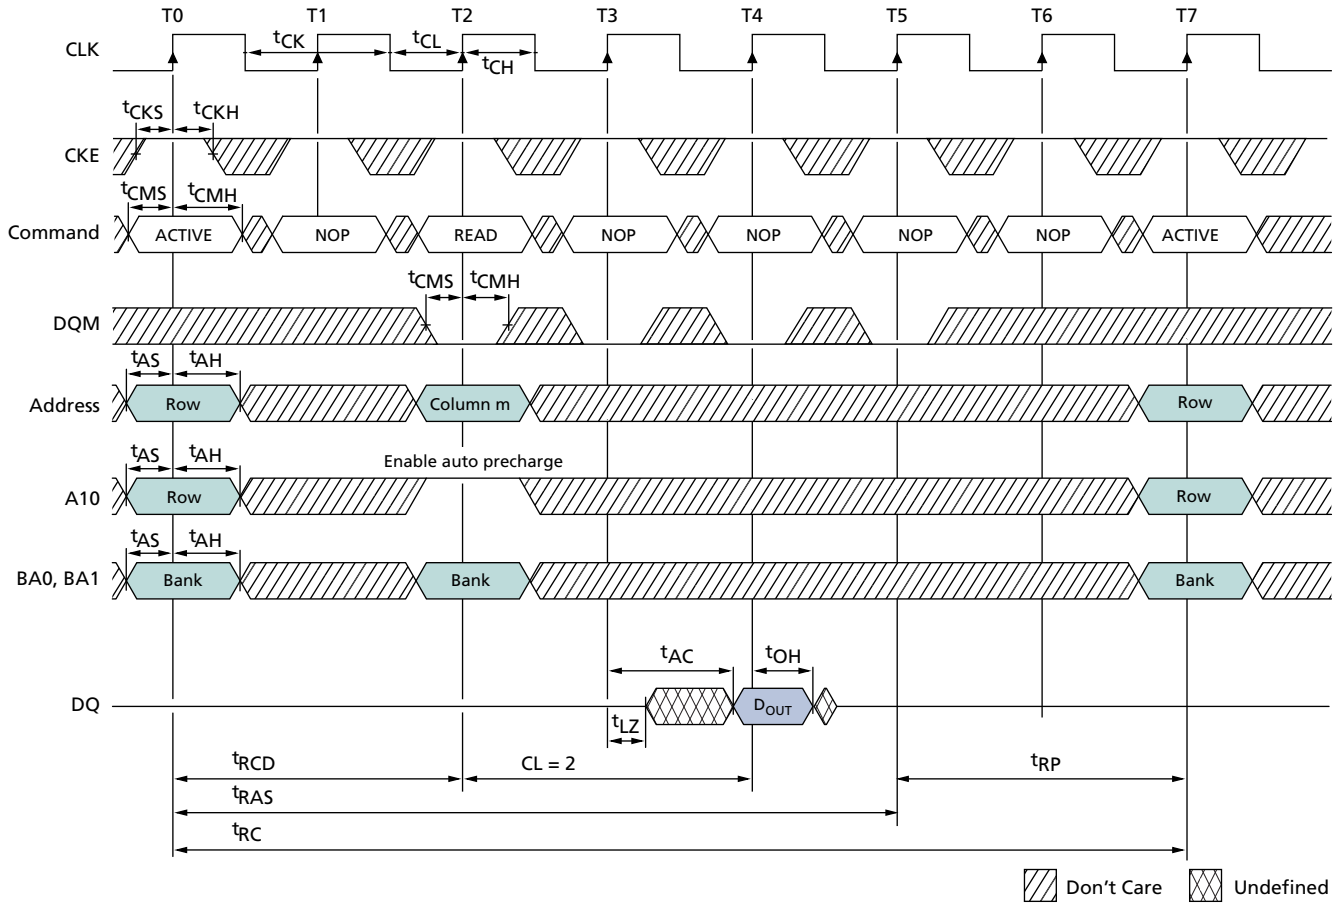 T0 T1 T2 T3 T4 T5 T6 T7
CLK tCK tCL tCH
tCKS tCKH
CKE
tCMS tCMH
Command ACTIVE NOP READ NOP NOP NOP NOP ACTIVE
tCMS tCMH
DQM
tAS tAH
Address Row Column m Row
tAS tAH Enable auto precharge
A10 Row Row
tAS tAH
BA0, BA1 Bank Bank Bank
tAC tOH
DQ DOUT
tLZ
tRCD CL = 2 tRP
tRAS
tRC
Don't Care Undefined